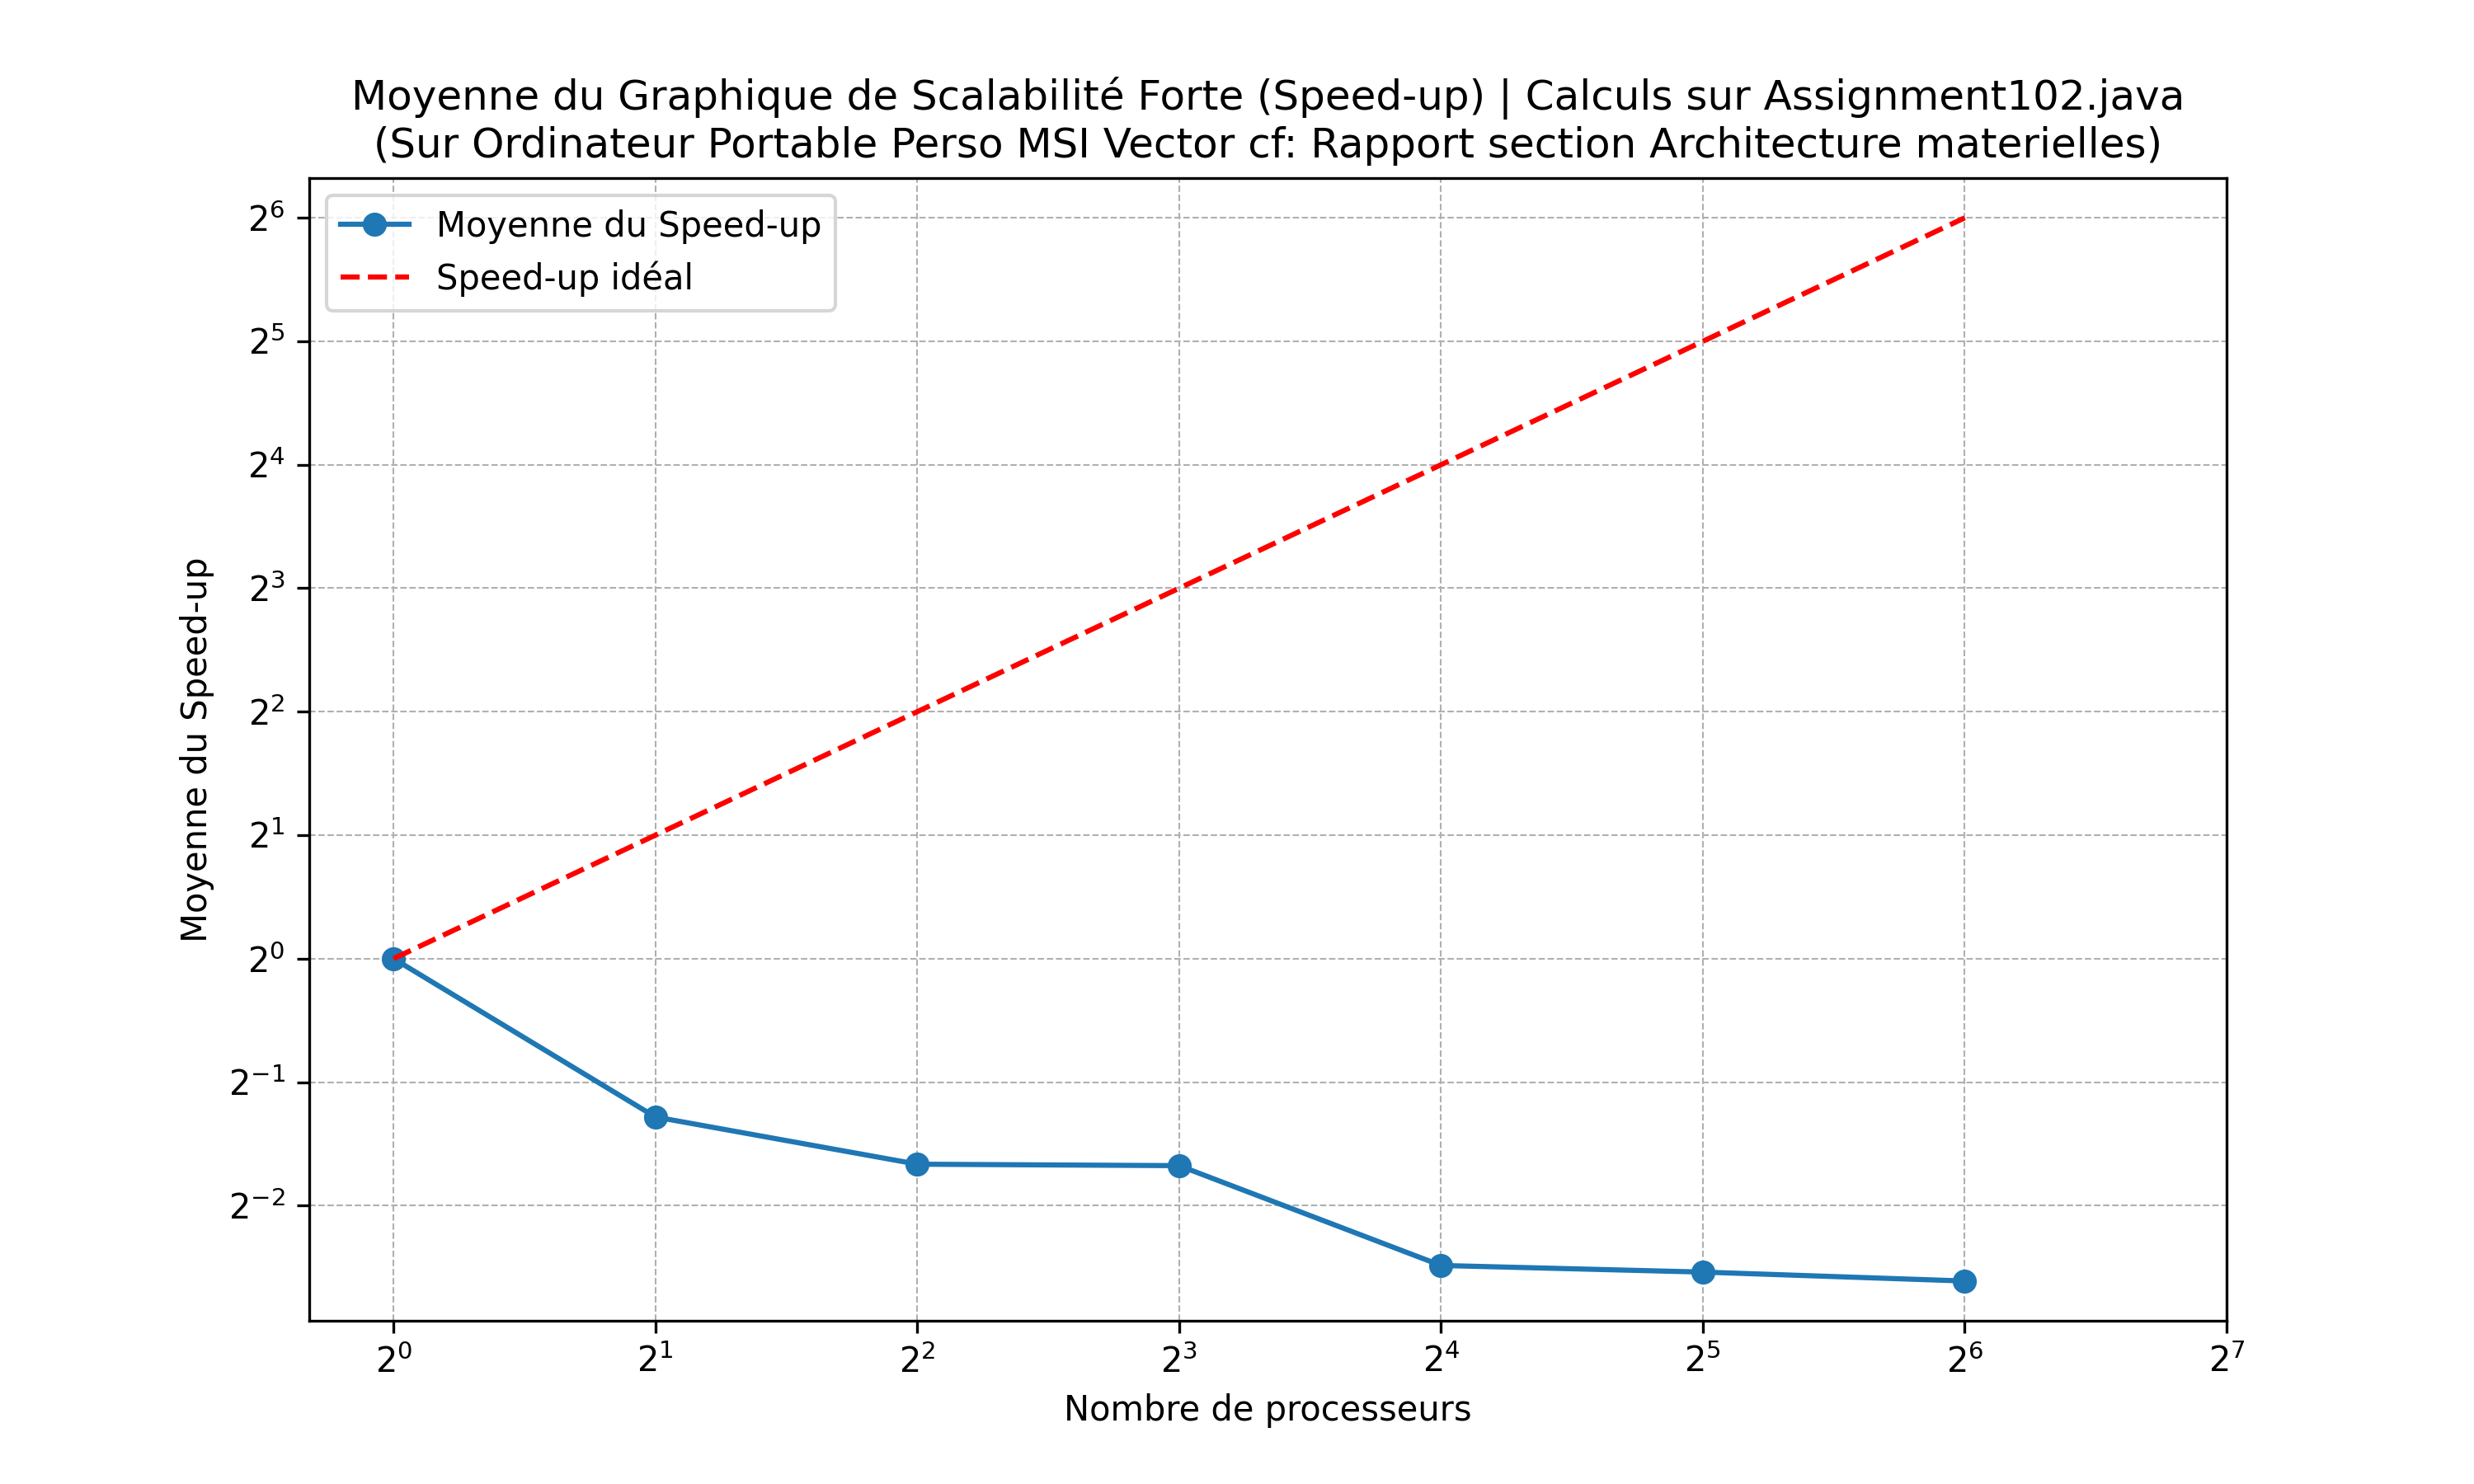 Moyenne du Graphique de Scalabilité Forte (Speed-up) | Calculs sur Assignment102.java
(Sur Ordinateur Portable Perso MSI Vector cf: Rapport section Architecture materielles)
Moyenne du Speed-up
Speed-up idéal
Moyenne du Speed-up
2⁶
2⁵
2⁴
2³
2²
2¹
2⁰
2⁻¹
2⁻²
2⁰ 2¹ 2² 2³ 2⁴ 2⁵ 2⁶ 2⁷
Nombre de processeurs